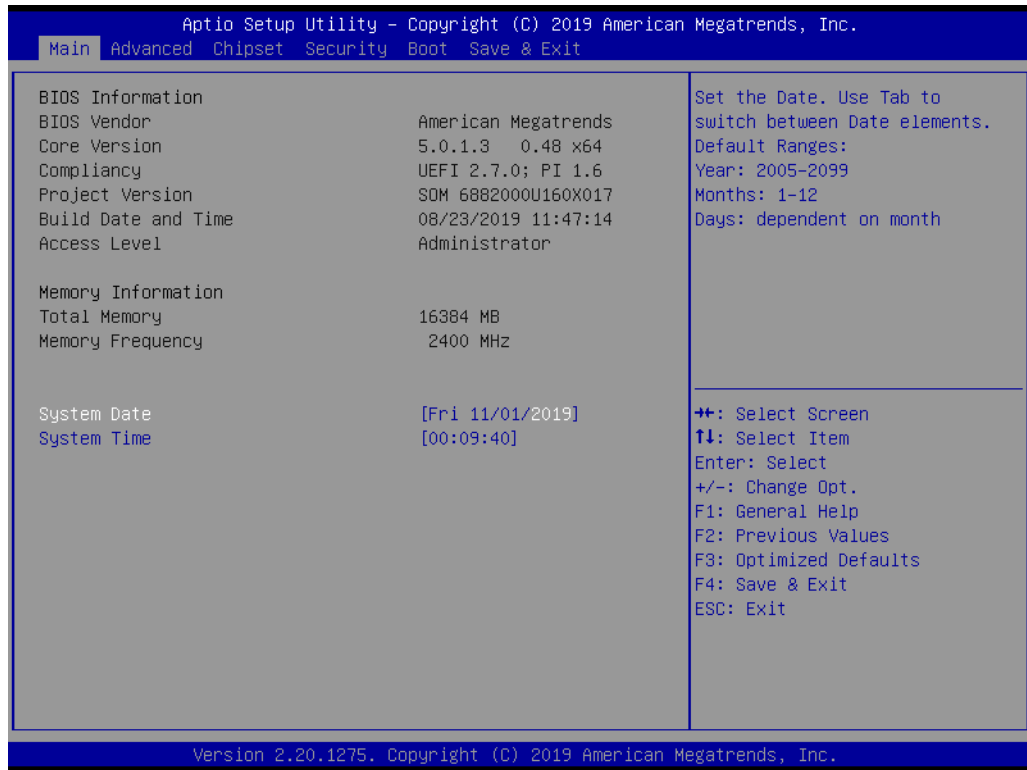 Aptio Setup Utility – Copyright (C) 2019 American Megatrends, Inc.
Main Advanced Chipset Security Boot Save & Exit
BIOS Information
BIOS Vendor American Megatrends
Core Version 5.0.1.3 0.48 x64
Compliancy UEFI 2.7.0; PI 1.6
Project Version SOM 6882000U160X017
Build Date and Time 08/23/2019 11:47:14
Access Level Administrator
Memory Information
Total Memory 16384 MB
Memory Frequency 2400 MHz
System Date [Fri 11/01/2019]
System Time [00:09:40]
Set the Date. Use Tab to
switch between Date elements.
Default Ranges:
Year: 2005-2099
Months: 1-12
Days: dependent on month
→←: Select Screen
↑↓: Select Item
Enter: Select
+/-: Change Opt.
F1: General Help
F2: Previous Values
F3: Optimized Defaults
F4: Save & Exit
ESC: Exit
Version 2.20.1275. Copyright (C) 2019 American Megatrends, Inc.